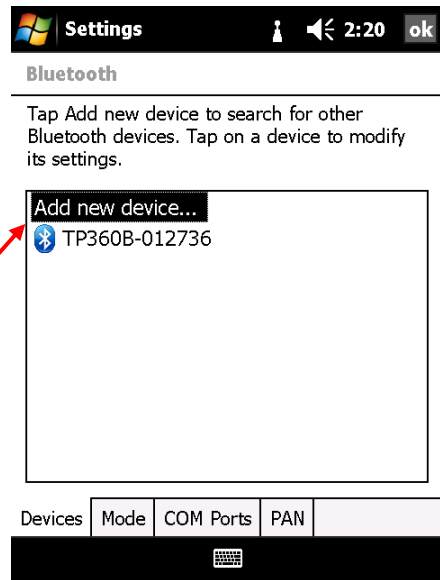 Settings 2:20 ok
Bluetooth
Tap Add new device to search for other
Bluetooth devices. Tap on a device to modify
its settings.
Add new device...
TP360B-012736
Devices Mode COM Ports PAN